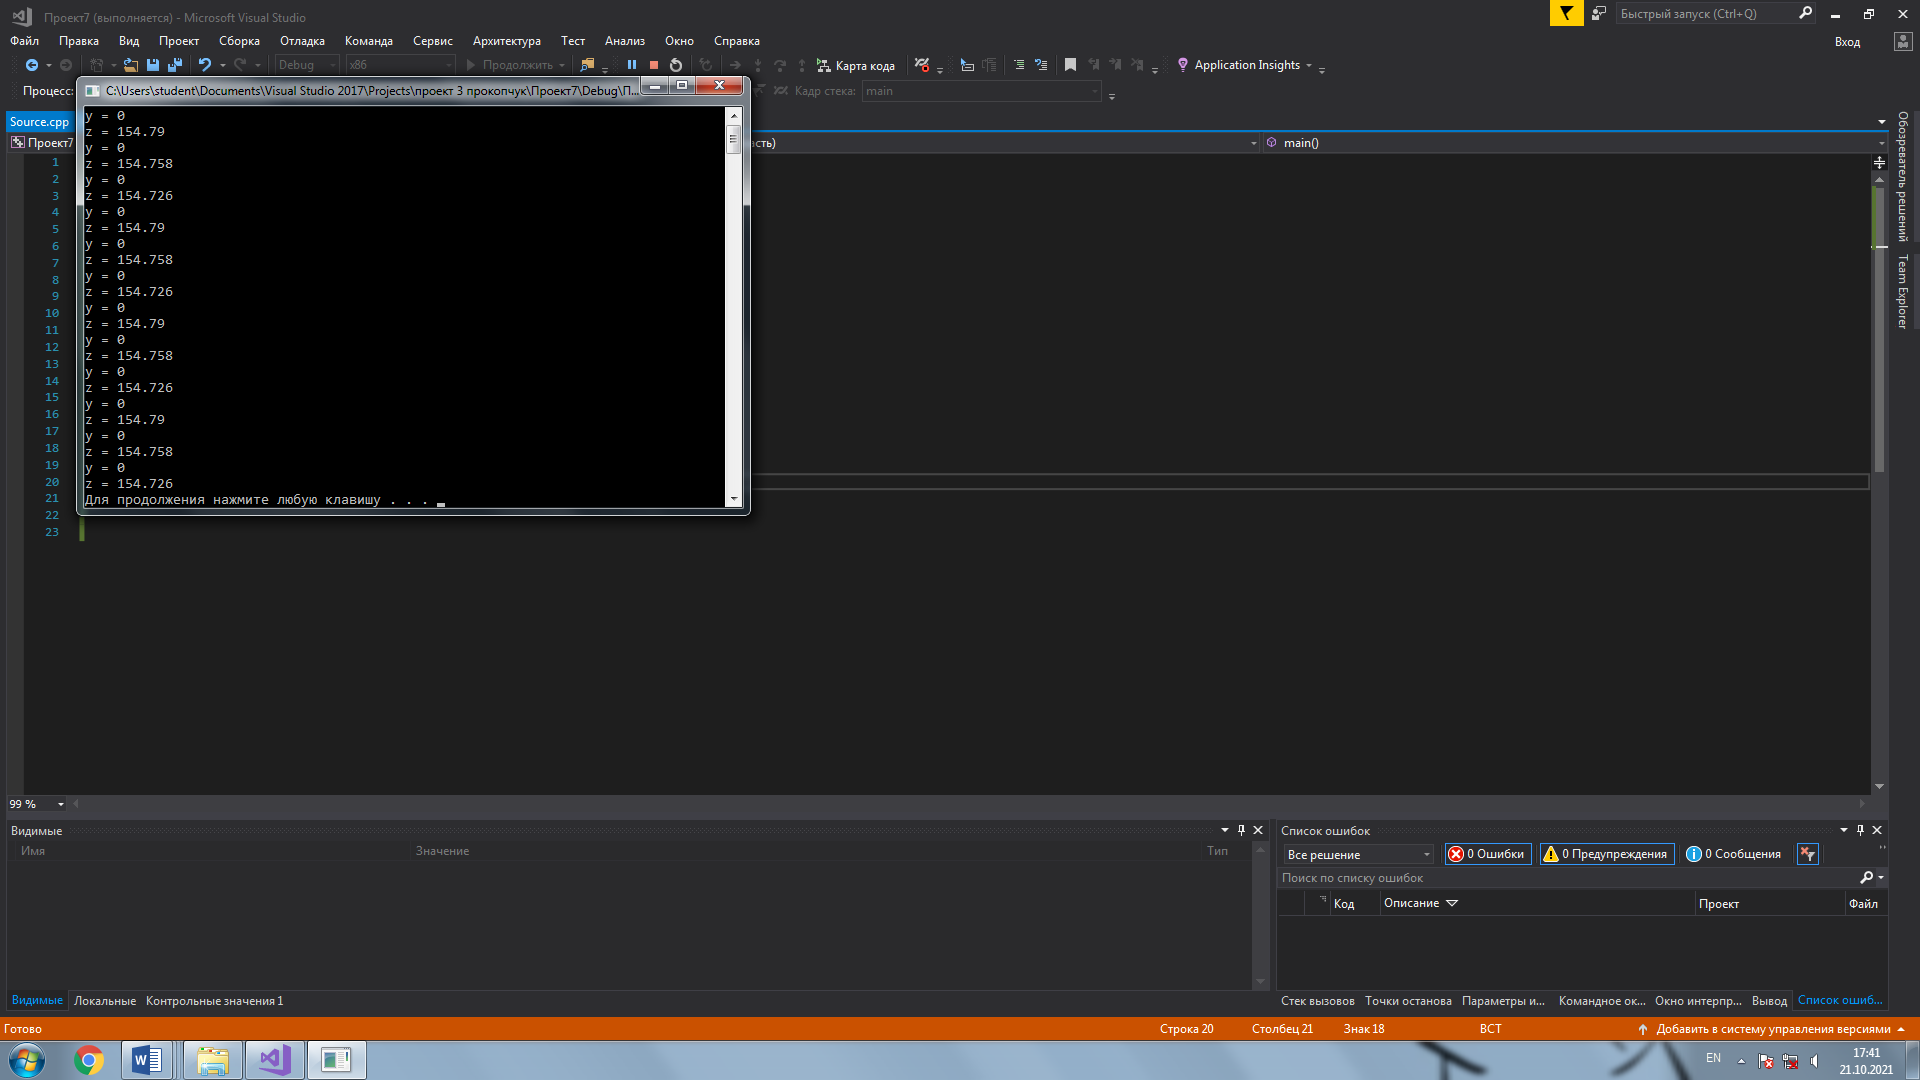 Проект7 (выполняется) - Microsoft Visual Studio
Быстрый запуск (Ctrl+Q)
Файл Правка Вид Проект Сборка Отладка Команда Сервис Архитектура Тест Анализ Окно Справка
Вход
Debug x86 Продолжить Карта кода Application Insights
Процесс:
Кадр стека: main
C:\Users\student\Documents\Visual Studio 2017\Projects\проект 3 прокопчук\Проект7\Debug\П...
Source.cpp
Проект7
сть)
main()
y = 0
z = 154.79
y = 0
z = 154.758
y = 0
z = 154.726
y = 0
z = 154.79
y = 0
z = 154.758
y = 0
z = 154.726
y = 0
z = 154.79
y = 0
z = 154.758
y = 0
z = 154.726
y = 0
z = 154.79
y = 0
z = 154.758
y = 0
z = 154.726
Для продолжения нажмите любую клавишу . . .
1
2
3
4
5
6
7
8
9
10
11
12
13
14
15
16
17
18
19
20
21
22
23
Обозреватель решений
Team Explorer
99 %
Видимые
Имя Значение Тип
Видимые Локальные Контрольные значения 1
Список ошибок
Все решение 0 Ошибки 0 Предупреждения 0 Сообщения
Поиск по списку ошибок
Код Описание Проект Файл
Стек вызовов Точки останова Параметры и... Командное ок... Окно интерпр... Вывод Список ошиб...
Готово Строка 20 Столбец 21 Знак 18 ВСТ Добавить в систему управления версиями
EN
17:41
21.10.2021